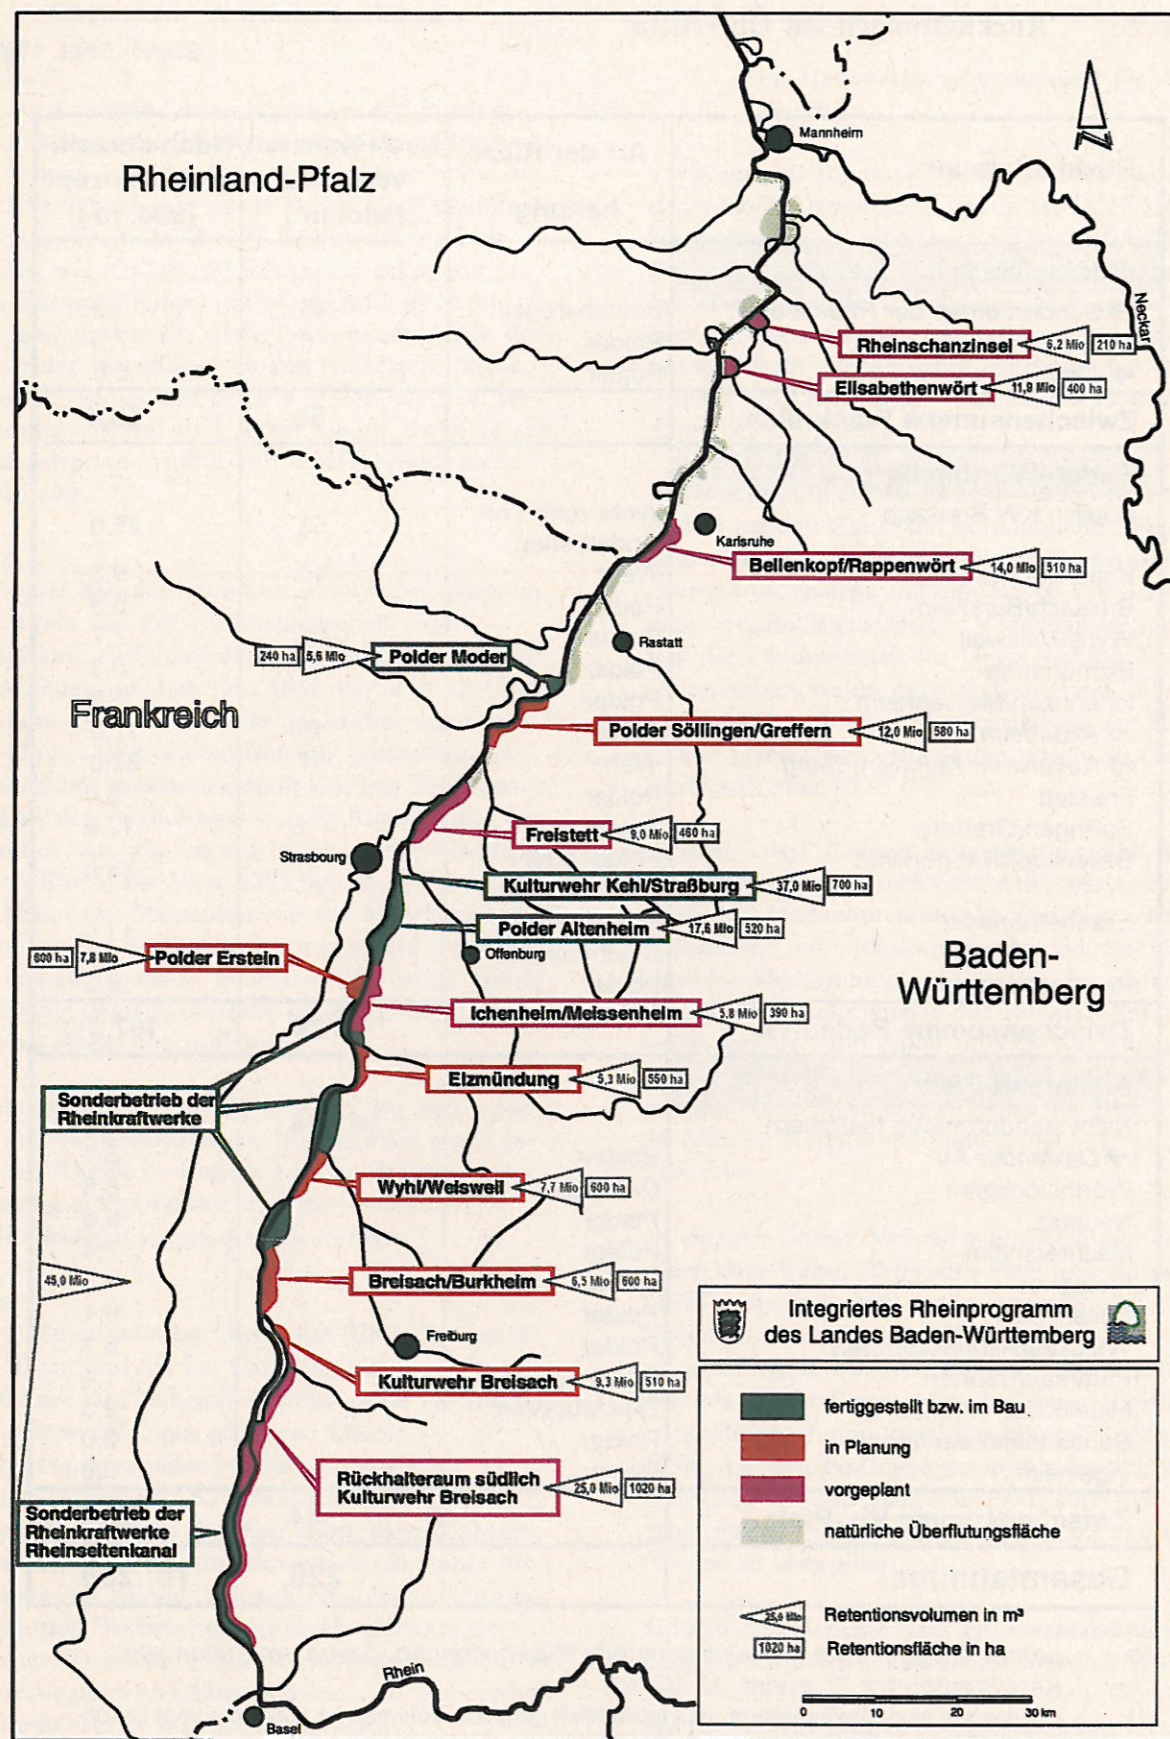 Mannheim
Rheinland-Pfalz
Neckar
Rheinschanzinsel 6,2 Mio 210 ha
Elisabethenwört 11,9 Mio 400 ha
Karlsruhe
Bellenkopf/Rappenwört 14,0 Mio 510 ha
Rastatt
240 ha 5,6 Mio Polder Moder
Frankreich
Polder Söllingen/Greffern 12,0 Mio 580 ha
Freistett 9,0 Mio 460 ha
Strasbourg
Kulturwehr Kehl/Straßburg 37,0 Mio 700 ha
Polder Altenheim 17,6 Mio 520 ha
Offenburg
600 ha 7,8 Mio Polder Erstein
Baden-
Württemberg
Ichenheim/Meissenheim 5,8 Mio 390 ha
Elzmündung 5,3 Mio 550 ha
Sonderbetrieb der
Rheinkraftwerke
Wyhl/Weisweil 7,7 Mio 600 ha
45,0 Mio
Breisach/Burkheim 6,5 Mio 600 ha
Freiburg
Kulturwehr Breisach 9,3 Mio 510 ha
Rückhalteraum südlich
Kulturwehr Breisach
25,0 Mio 1020 ha
Sonderbetrieb der
Rheinkraftwerke
Rheinseitenkanal
Rhein
Basel
Integriertes Rheinprogramm
des Landes Baden-Württemberg
fertiggestellt bzw. im Bau
in Planung
vorgeplant
natürliche Überflutungsfläche
Retentionsvolumen in m³
1020 ha Retentionsfläche in ha
0 10 20 30 km